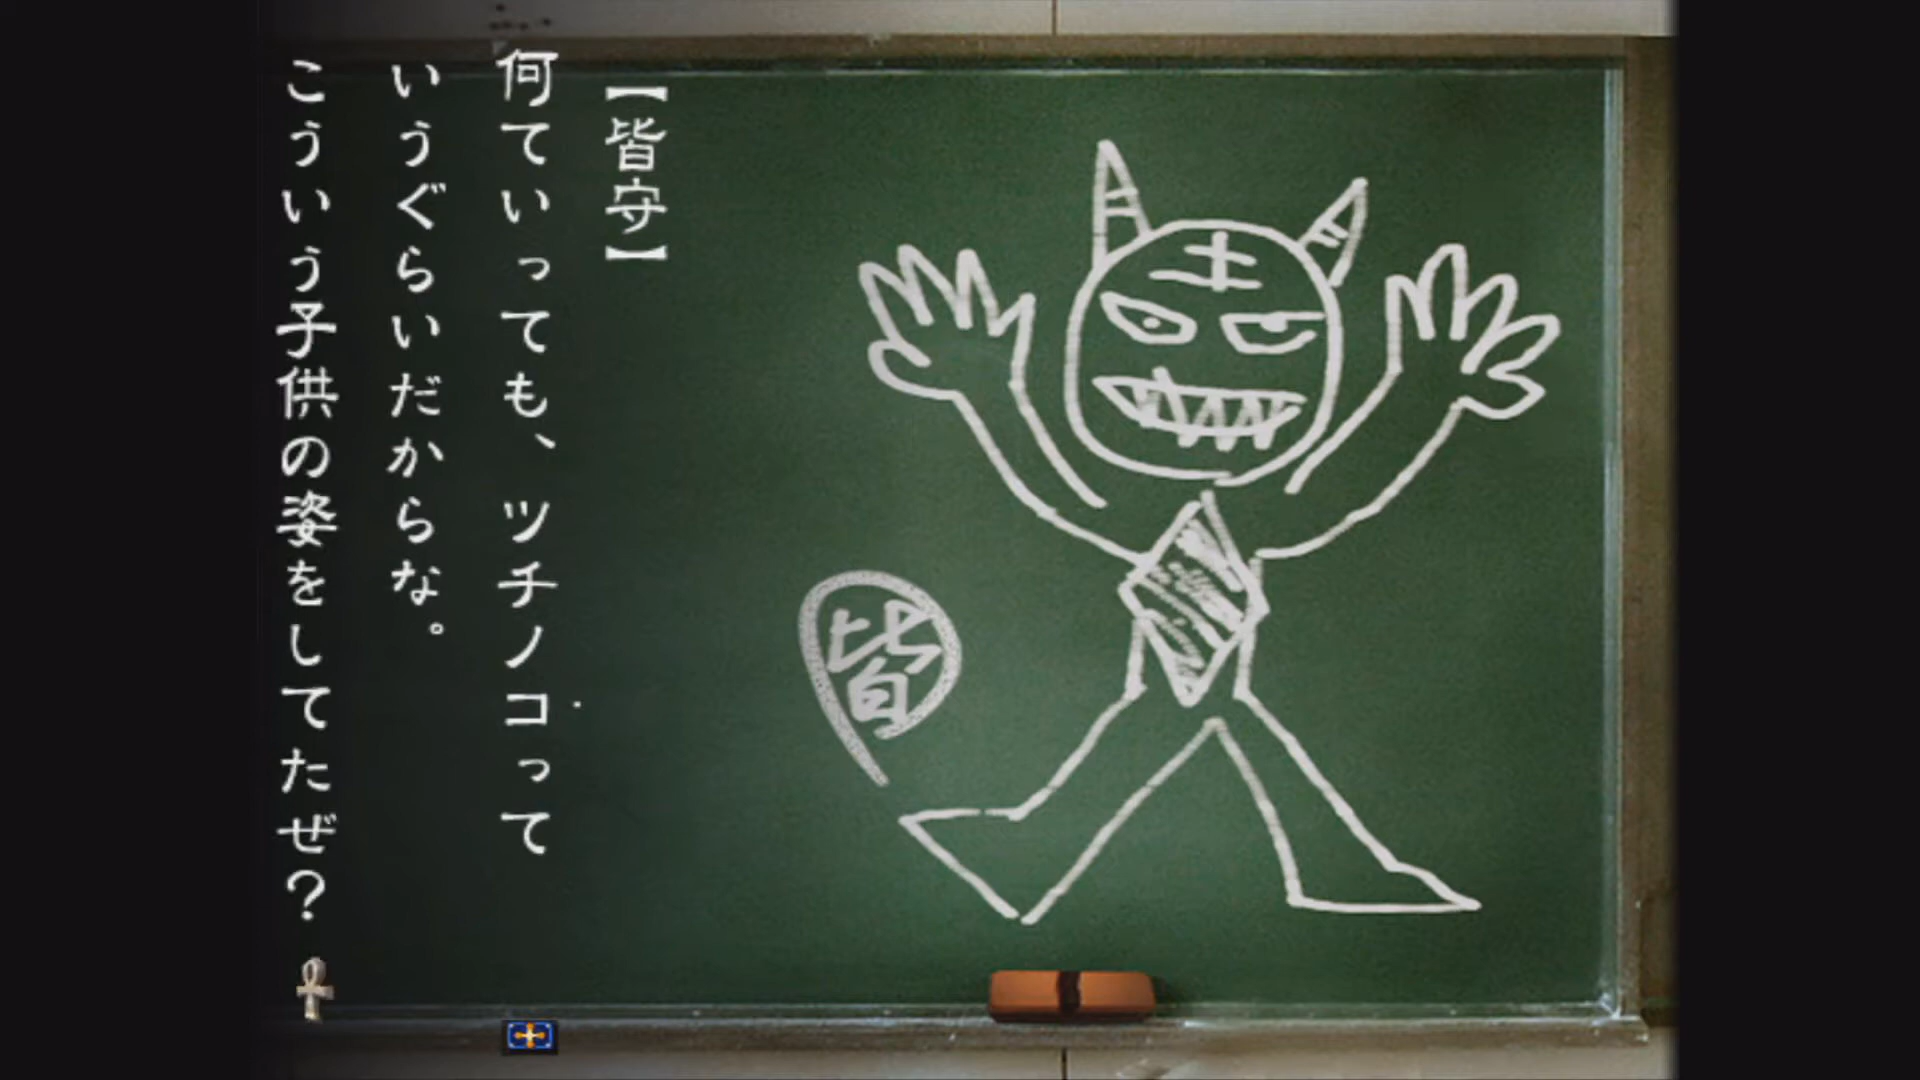 【皆守】
何ていっても、ツチノコって
いうぐらいだからな。
こういう子供の姿をしてたぜ?
皆